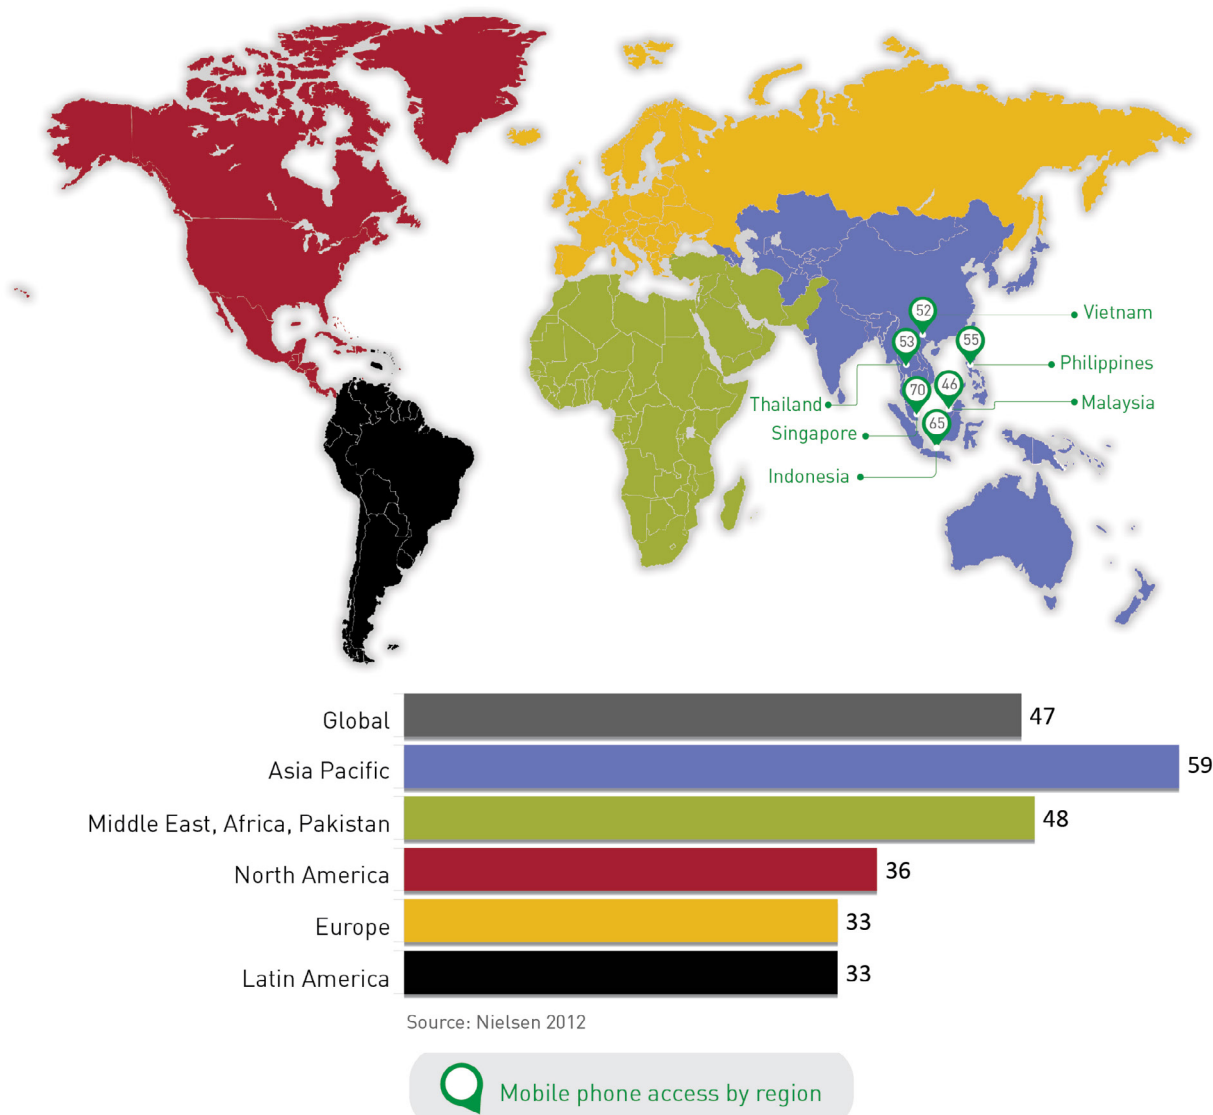 52
Vietnam
53
55
Philippines
70
46
Thailand
Malaysia
65
Singapore
Indonesia
Global 47
Asia Pacific 59
Middle East, Africa, Pakistan 48
North America 36
Europe 33
Latin America 33
Source: Nielsen 2012
Mobile phone access by region